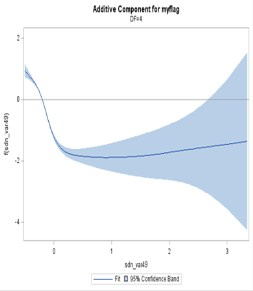 Additive Component for myflag
DF=4
2
0
-2
-4
f(sdn_var49)
0
1
2
3
sdn_var49
Fit
95% Confidence Band